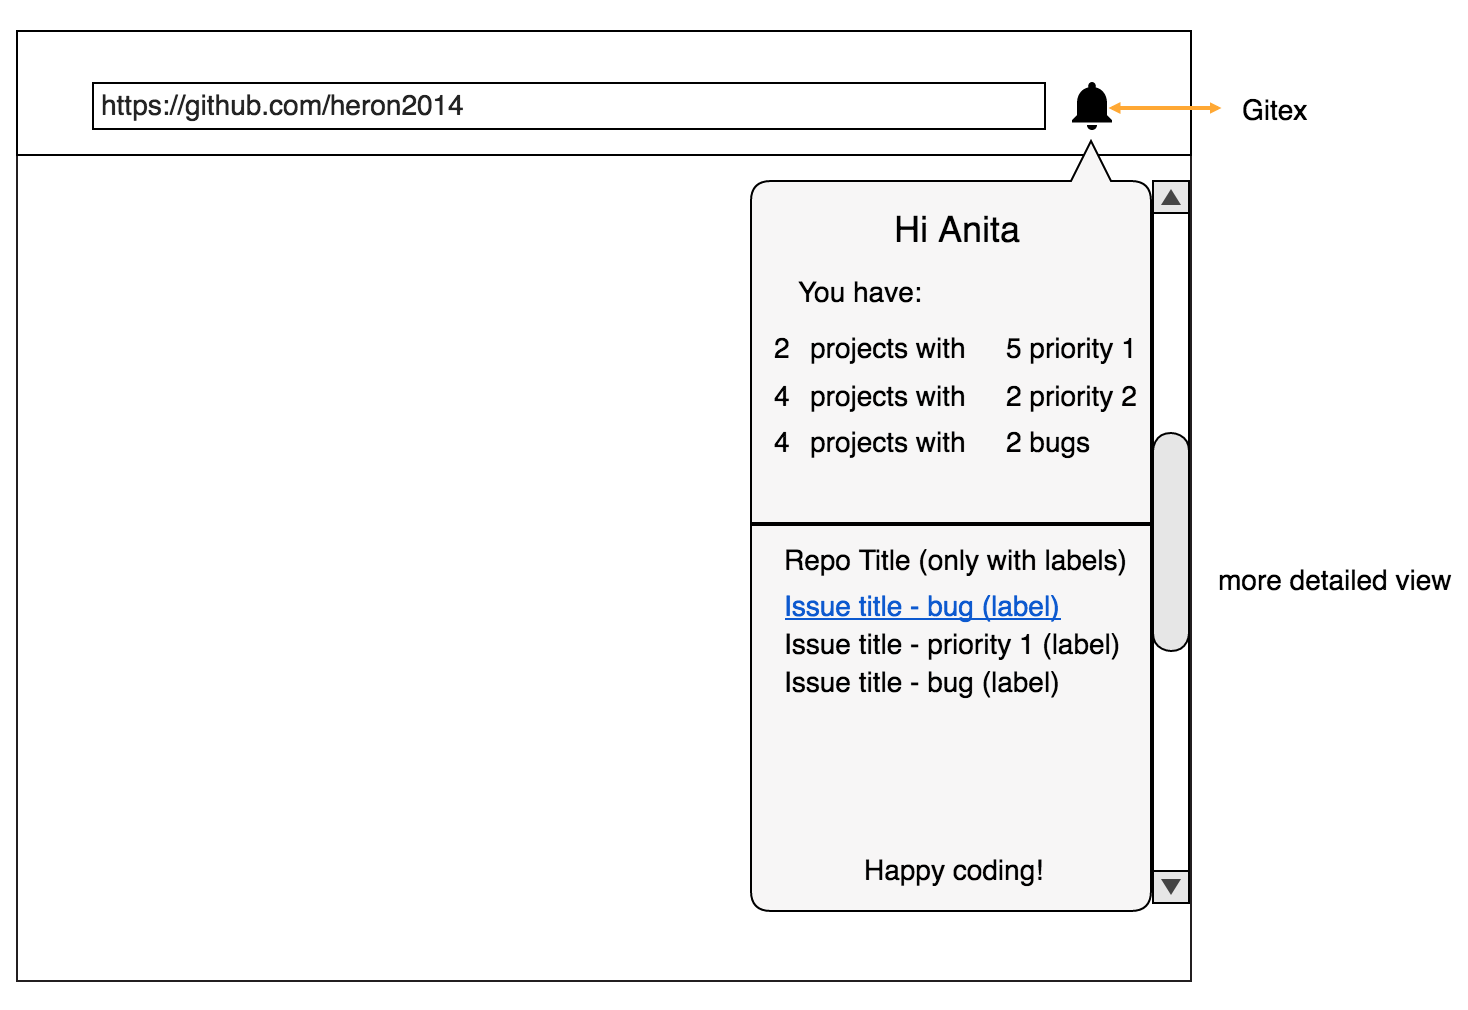 https://github.com/heron2014
Gitex
Hi Anita
You have:
2 projects with 5 priority 1
4 projects with 2 priority 2
4 projects with 2 bugs
Repo Title (only with labels)
Issue title - bug (label)
more detailed view
Issue title - priority 1 (label)
Issue title - bug (label)
Happy coding!